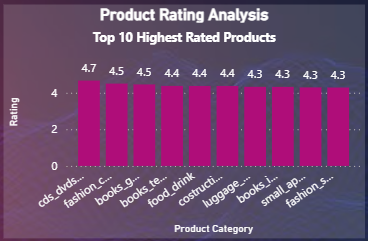 Product Rating Analysis
Top 10 Highest Rated Products
4.7 4.5 4.5 4.4 4.4 4.4 4.3 4.3 4.3 4.3
4
2
0
Rating
cds_dvds... fashion_c... books_g... books_te... food_drink costructi... luggage_... books_i... small_ap... fashion_s...
Product Category